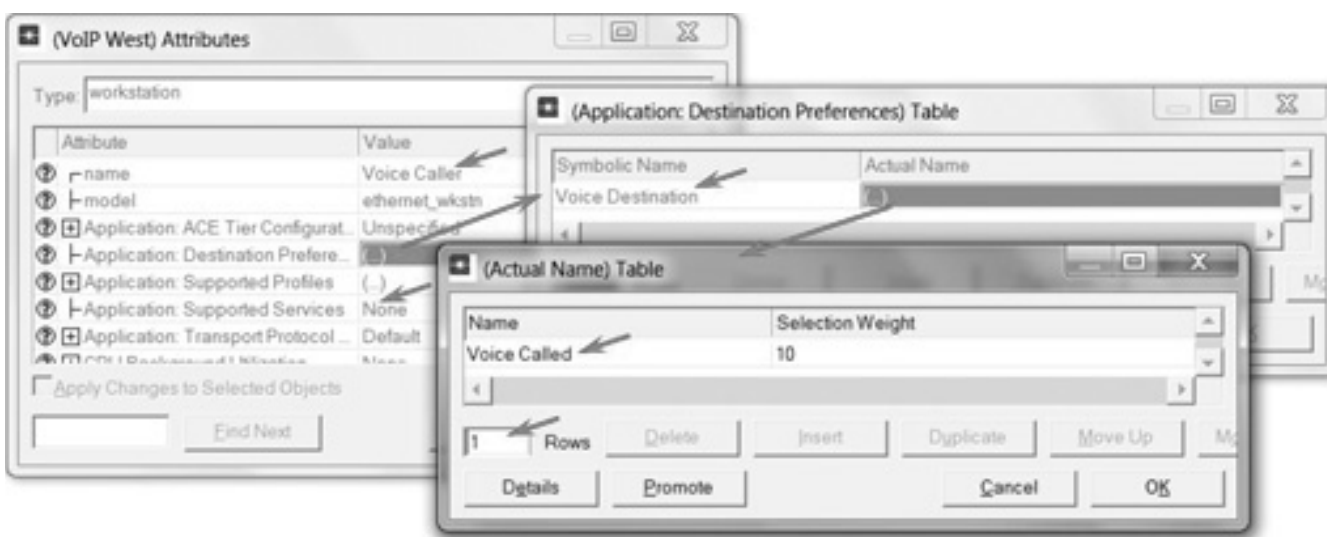 (VoIP West) Attributes
Type: workstation
Attribute Value
name Voice Caller
model ethernet_wkstn
Application: ACE Tier Configurat... Unspecified
Application: Destination Prefere... (...)
Application: Supported Profiles (...)
Application: Supported Services None
Application: Transport Protocol ... Default
Apply Changes to Selected Objects
Find Next
(Application: Destination Preferences) Table
Symbolic Name Actual Name
Voice Destination (...)
(Actual Name) Table
Name Selection Weight
Voice Called 10
1 Rows Delete Insert Duplicate Move Up
Details Promote Cancel OK